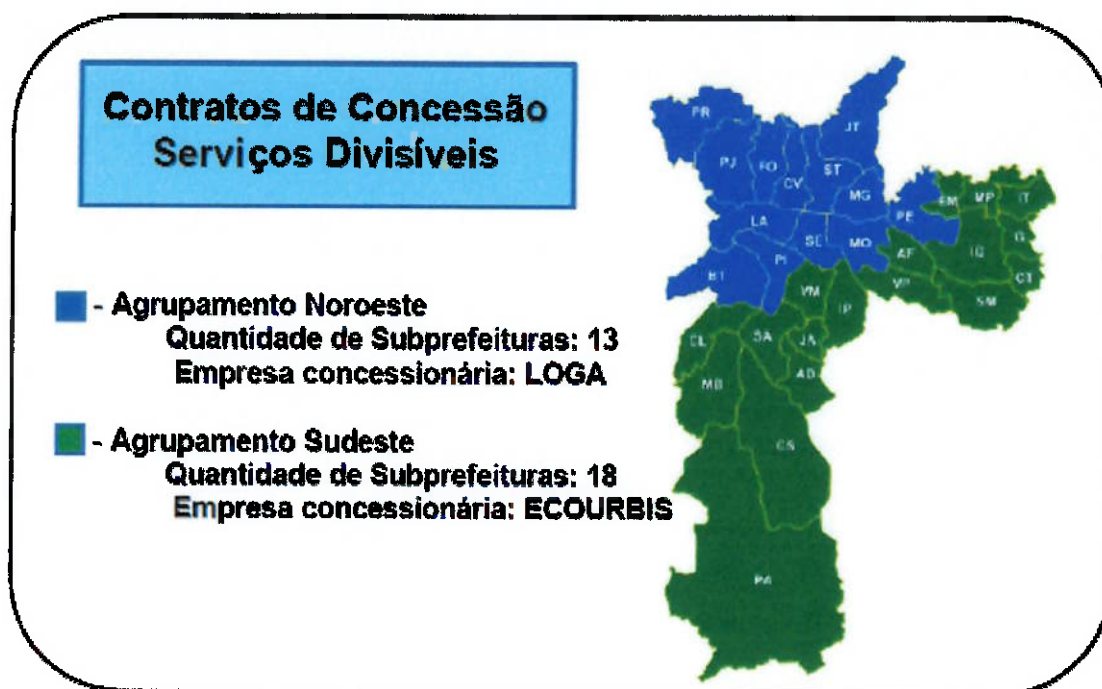 Contratos de Concessão
Serviços Divisíveis
- Agrupamento Noroeste
Quantidade de Subprefeituras: 13
Empresa concessionária: LOGA
- Agrupamento Sudeste
Quantidade de Subprefeituras: 18
Empresa concessionária: ECOURBIS
PR
JT
PJ
FO
CV
ST
MG
LA
SE
MO
PE
BT
PI
EM
MP
IT
G
IQ
AF
CT
VP
SM
VM
IP
SA
JA
CL
MB
AD
CS
PA